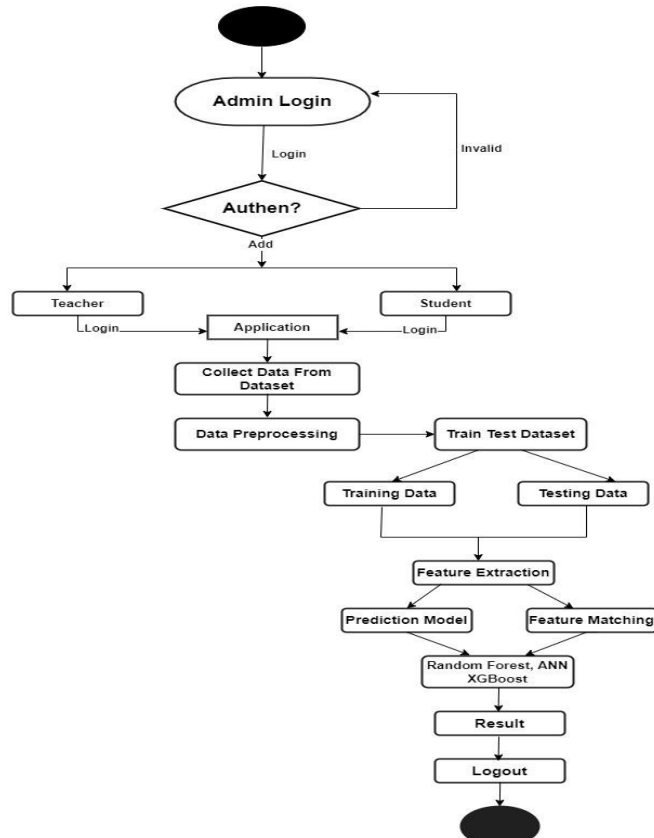 Admin Login
Login
Invalid
Authen?
Add
Teacher
Student
Login
Application
Login
Collect Data From
Dataset
Data Preprocessing
Train Test Dataset
Training Data
Testing Data
Feature Extraction
Prediction Model
Feature Matching
Random Forest, ANN
XGBoost
Result
Logout